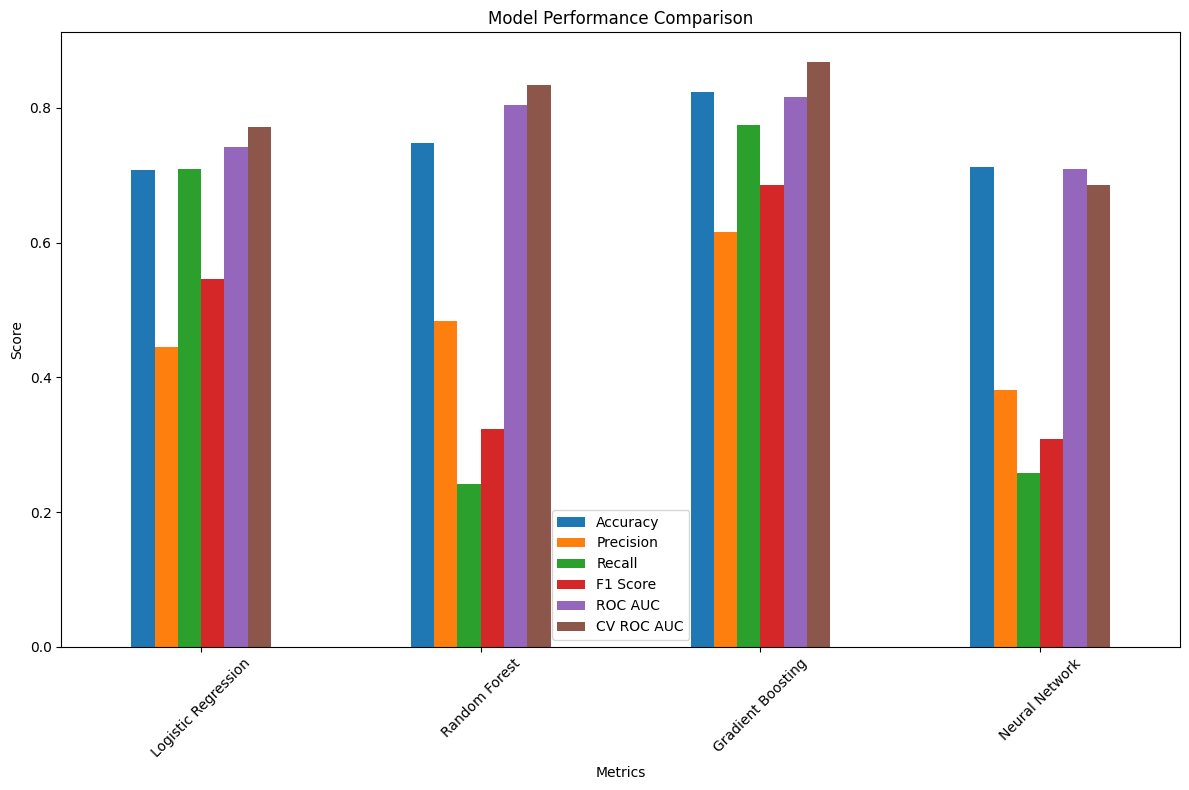 Model Performance Comparison
Score
0.8
0.6
0.4
0.2
0.0
Accuracy
Precision
Recall
F1 Score
ROC AUC
CV ROC AUC
Logistic Regression
Random Forest
Gradient Boosting
Neural Network
Metrics